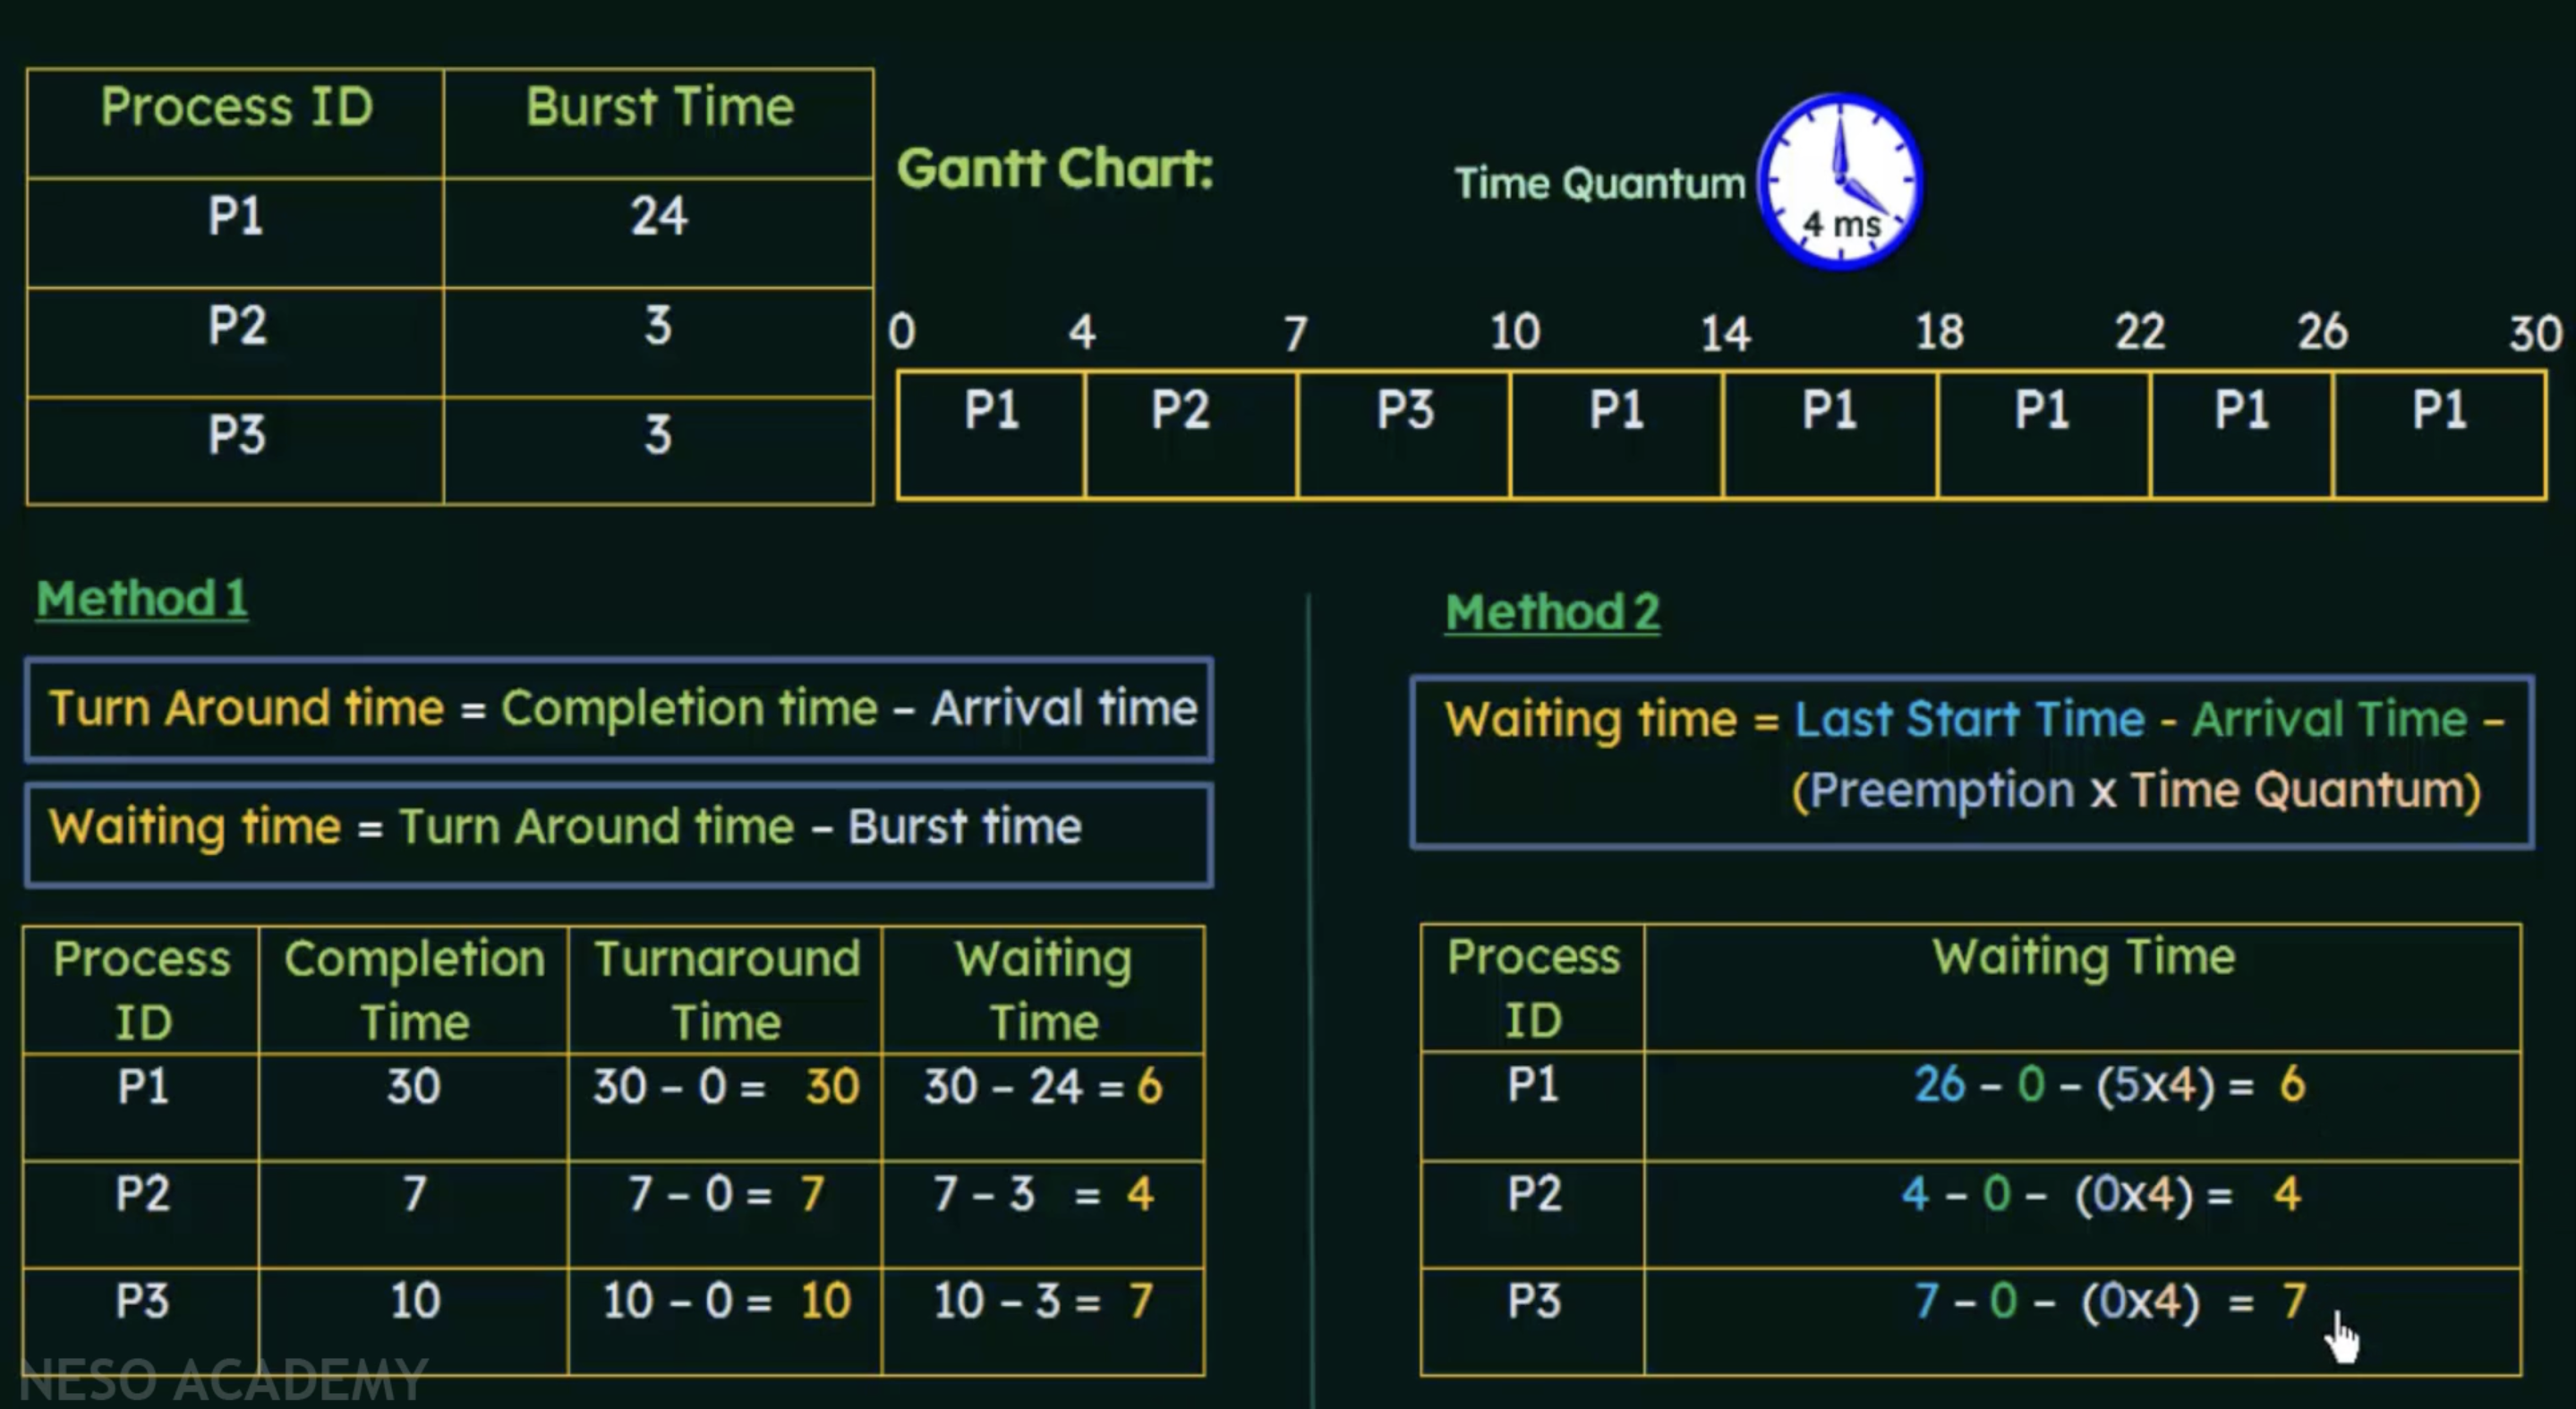 Process ID Burst Time
P1 24
P2 3
P3 3
Gantt Chart:
Time Quantum 4 ms
0 4 7 10 14 18 22 26 30
P1 P2 P3 P1 P1 P1 P1 P1
Method 1
Turn Around time = Completion time – Arrival time
Waiting time = Turn Around time – Burst time
Process ID Completion Time Turnaround Time Waiting Time
P1 30 30 – 0 = 30 30 – 24 = 6
P2 7 7 – 0 = 7 7 – 3 = 4
P3 10 10 – 0 = 10 10 – 3 = 7
Method 2
Waiting time = Last Start Time - Arrival Time –
(Preemption x Time Quantum)
Process ID Waiting Time
P1 26 – 0 – (5x4) = 6
P2 4 – 0 – (0x4) = 4
P3 7 – 0 – (0x4) = 7
NESO ACADEMY